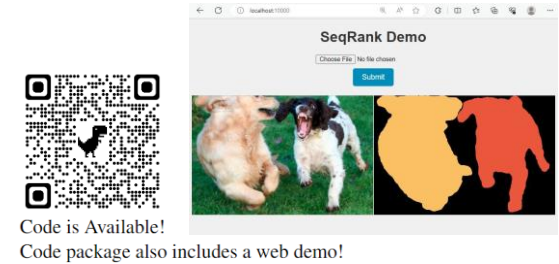 localhost:10000
SeqRank Demo
Choose File No file chosen
Submit
Code is Available!
Code package also includes a web demo!